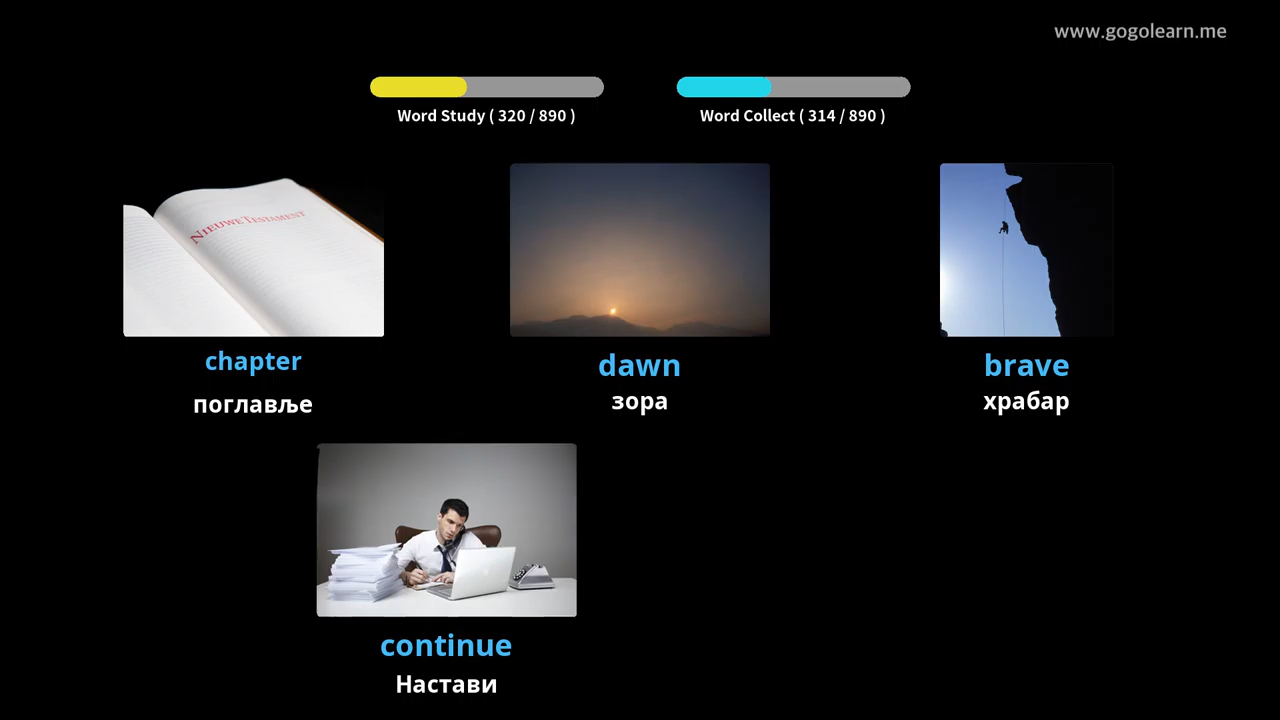 www.gogolearn.me
Word Study ( 320 / 890 )
Word Collect ( 314 / 890 )
NIEUWE TESTAMENT
chapter
поглавље
dawn
зора
brave
храбар
continue
Настави